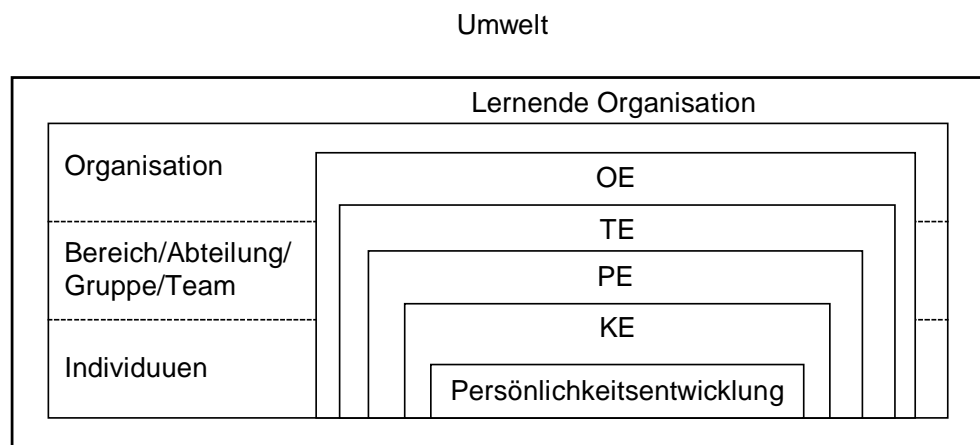 Umwelt
Lernende Organisation
Organisation
OE
TE
Bereich/Abteilung/
Gruppe/Team
PE
KE
Individuuen
Persönlichkeitsentwicklung